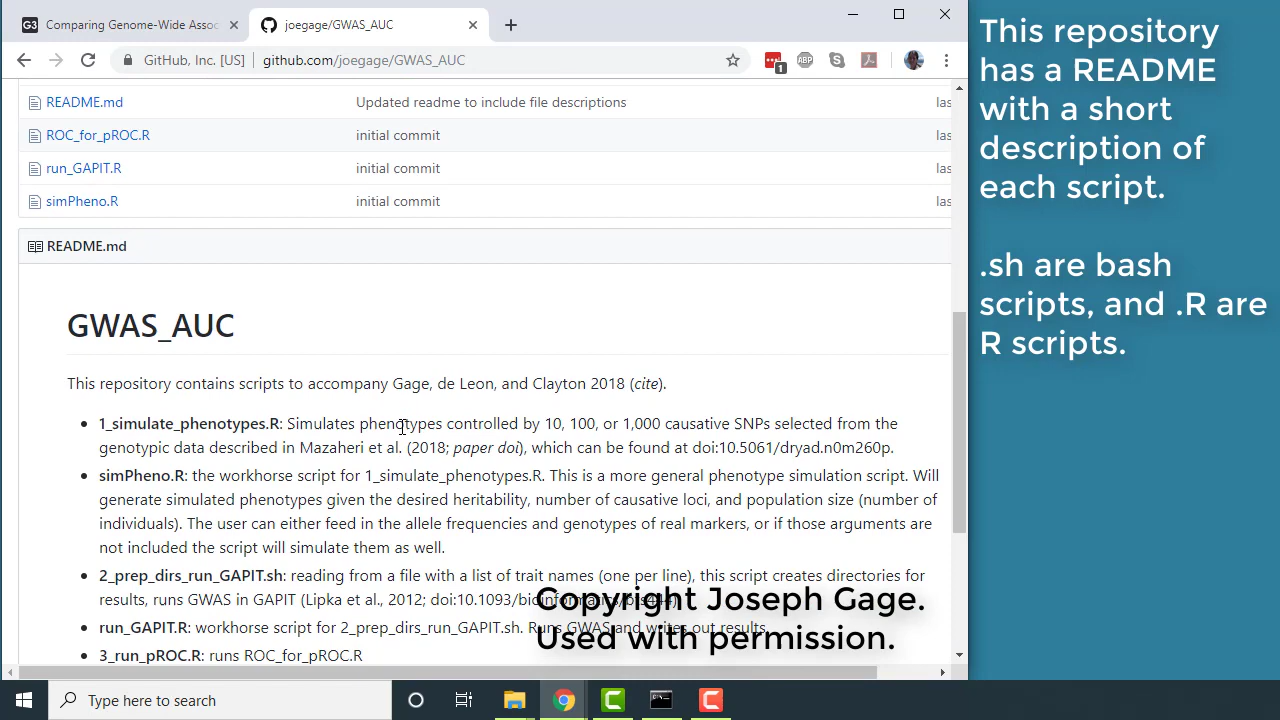 G3 Comparing Genome-Wide Assoc
joegage/GWAS_AUC
GitHub, Inc. [US] github.com/joegage/GWAS_AUC
1
ABP
README.md Updated readme to include file descriptions las
ROC_for_pROC.R initial commit las
run_GAPIT.R initial commit las
simPheno.R initial commit las
README.md
GWAS_AUC
This repository contains scripts to accompany Gage, de Leon, and Clayton 2018 (cite).
1_simulate_phenotypes.R: Simulates phenotypes controlled by 10, 100, or 1,000 causative SNPs selected from the
genotypic data described in Mazaheri et al. (2018; paper doi), which can be found at doi:10.5061/dryad.n0m260p.
simPheno.R: the workhorse script for 1_simulate_phenotypes.R. This is a more general phenotype simulation script. Will
generate simulated phenotypes given the desired heritability, number of causative loci, and population size (number of
individuals). The user can either feed in the allele frequencies and genotypes of real markers, or if those arguments are
not included the script will simulate them as well.
2_prep_dirs_run_GAPIT.sh: reading from a file with a list of trait names (one per line), this script creates directories for
results, runs GWAS in GAPIT (Lipka et al., 2012;
run_GAPIT.R: workhorse script for 2_prep_dirs_run_GAPIT.sh. Runs GWAS and writes out results.
3_run_pROC.R: runs ROC_for_pROC.R
Copyright Joseph Gage.
Used with permission.
Type here to search
This repository
has a README
with a short
description of
each script.
.sh are bash
scripts, and .R are
R scripts.